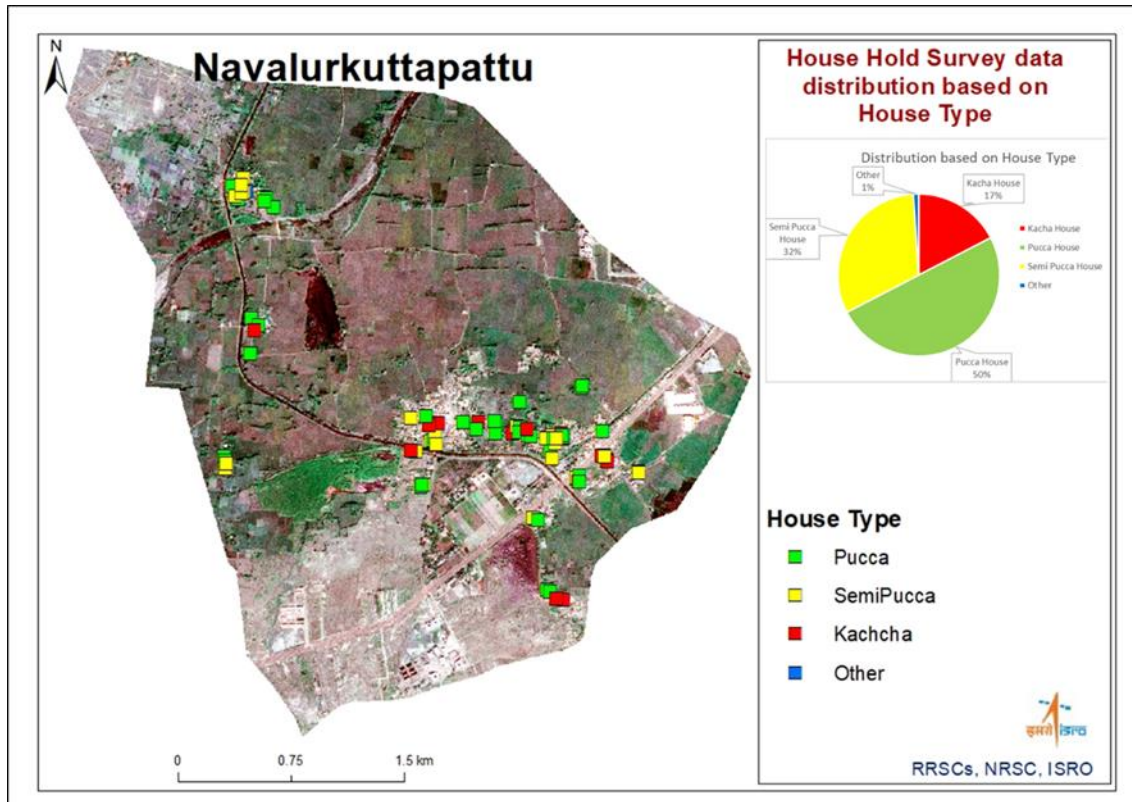 N
Navalurkuttapattu
0 0.75 1.5 km
House Hold Survey data
distribution based on
House Type
Distribution based on House Type
Other
1%
Kacha House
17%
Semi Pucca
House
32%
Pucca House
50%
Kacha House
Pucca House
Semi Pucca House
Other
House Type
Pucca
SemiPucca
Kachcha
Other
इसरो isro
RRSCs, NRSC, ISRO